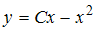 y = Cx − x²